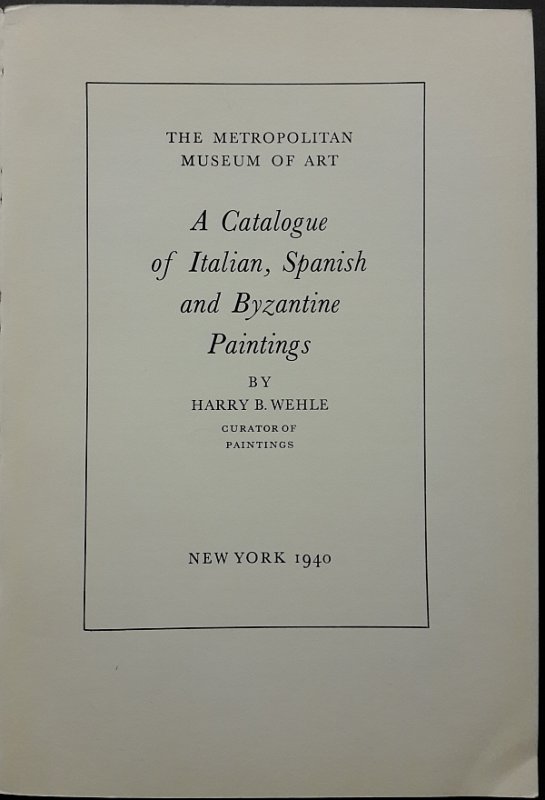 THE METROPOLITAN
MUSEUM OF ART
A Catalogue
of Italian, Spanish
and Byzantine
Paintings
BY
HARRY B. WEHLE
CURATOR OF
PAINTINGS
NEW YORK 1940